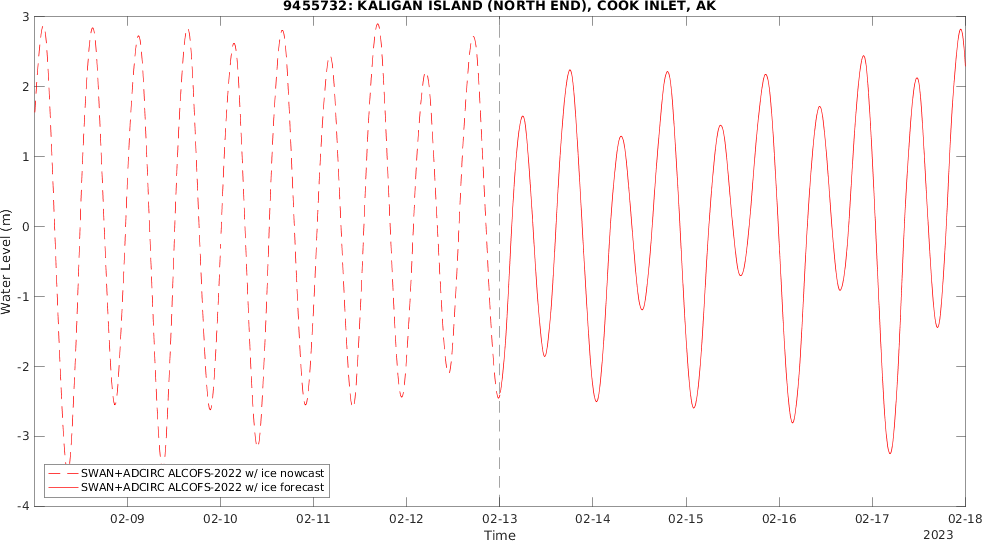 9455732: KALIGAN ISLAND (NORTH END), COOK INLET, AK
3
2
1
0
-1
-2
-3
-4
Water Level (m)
SWAN+ADCIRC ALCOFS-2022 w/ ice nowcast
SWAN+ADCIRC ALCOFS-2022 w/ ice forecast
02-09 02-10 02-11 02-12 02-13 02-14 02-15 02-16 02-17 02-18
Time
2023